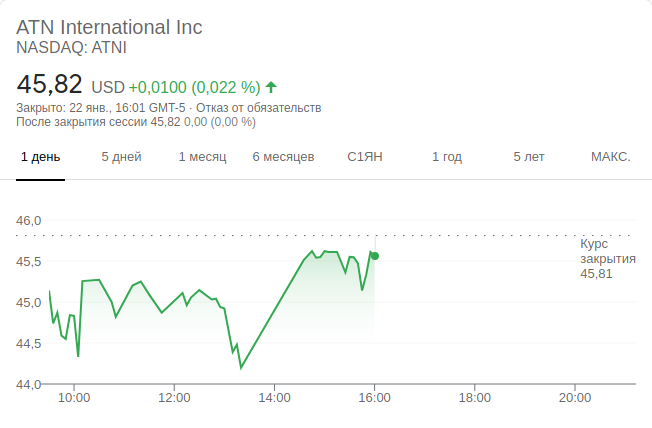 ATN International Inc
NASDAQ: ATNI
45,82 USD +0,0100 (0,022 %)
Закрыто: 22 янв., 16:01 GMT-5 · Отказ от обязательств
После закрытия сессии 45,82 0,00 (0,00 %)
1 день 5 дней 1 месяц 6 месяцев С1ЯН 1 год 5 лет МАКС.
46,0
45,5
45,0
44,5
44,0
Курс
закрытия
45,81
10:00 12:00 14:00 16:00 18:00 20:00